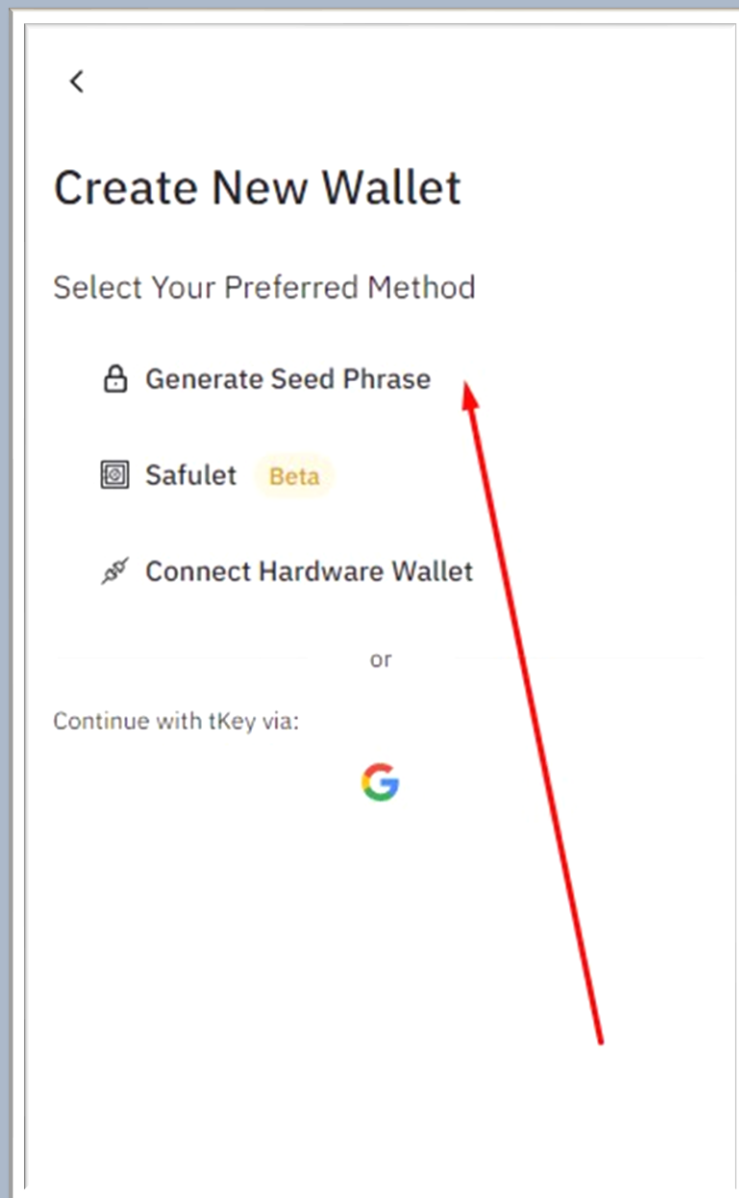 Create New Wallet
Select Your Preferred Method
Generate Seed Phrase
Safulet Beta
Connect Hardware Wallet
or
Continue with tKey via: